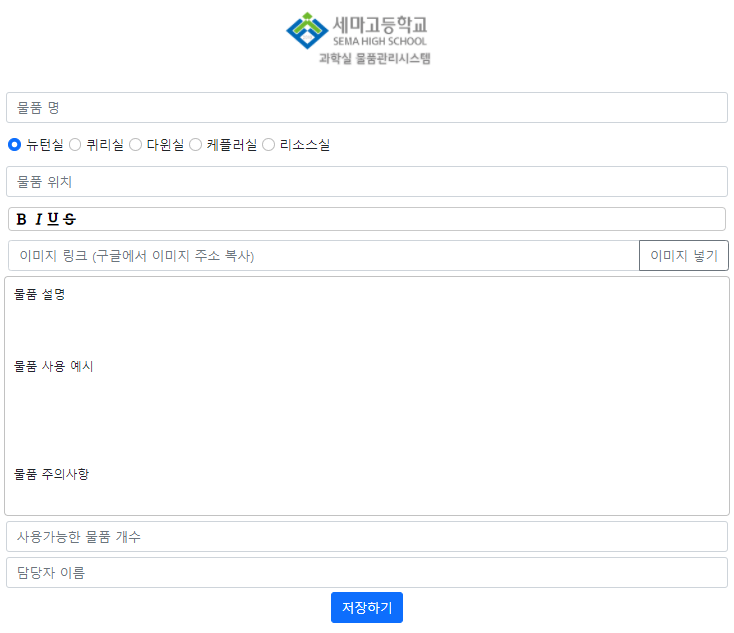 세마고등학교
SEMA HIGH SCHOOL
과학실 물품관리시스템
물품 명
뉴턴실 퀴리실 다윈실 케플러실 리소스실
물품 위치
B I U S
이미지 링크 (구글에서 이미지 주소 복사) 이미지 넣기
물품 설명
물품 사용 예시
물품 주의사항
사용가능한 물품 개수
담당자 이름
저장하기